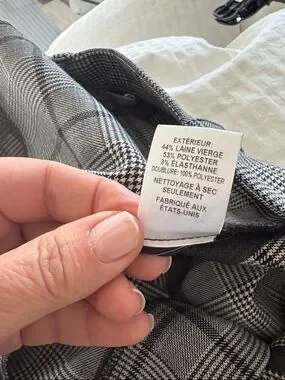 EXTÉRIEUR:
44% LAINE VIERGE
53% POLYESTER
3% ÉLASTHANNE
DOUBLURE: 100% POLYESTER
NETTOYAGE À SEC
SEULEMENT
FABRIQUÉ AUX
ÉTATS-UNIS